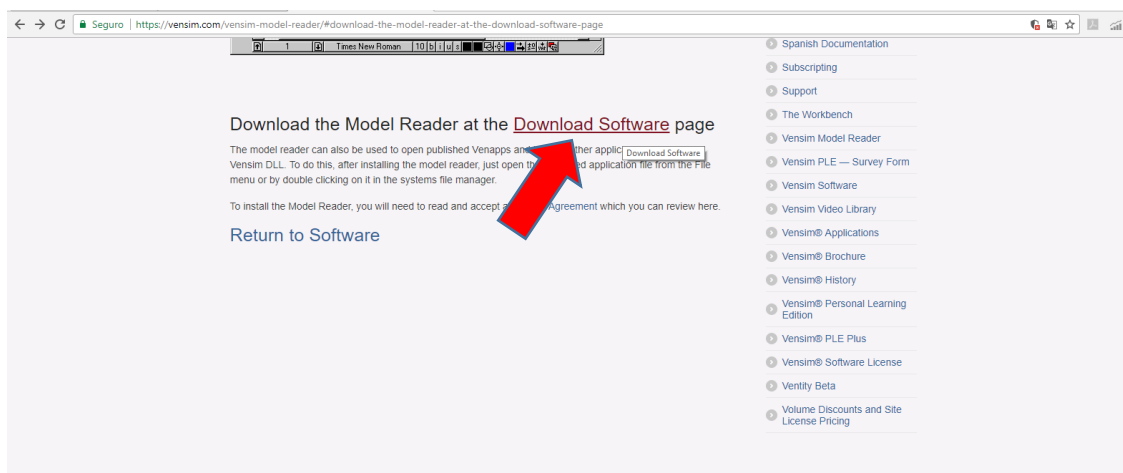 Seguro | https://vensim.com/vensim-model-reader/#download-the-model-reader-at-the-download-software-page
1 Times New Roman 10 b i u s
Download the Model Reader at the Download Software page
The model reader can also be used to open published Venapps and ther applic
Download Software
Vensim DLL. To do this, after installing the model reader, just open th ed application file from the File
menu or by double clicking on it in the systems file manager.
To install the Model Reader, you will need to read and accept a Agreement which you can review here.
Return to Software
Spanish Documentation
Subscripting
Support
The Workbench
Vensim Model Reader
Vensim PLE — Survey Form
Vensim Software
Vensim Video Library
Vensim® Applications
Vensim® Brochure
Vensim® History
Vensim® Personal Learning
Edition
Vensim® PLE Plus
Vensim® Software License
Ventity Beta
Volume Discounts and Site
License Pricing